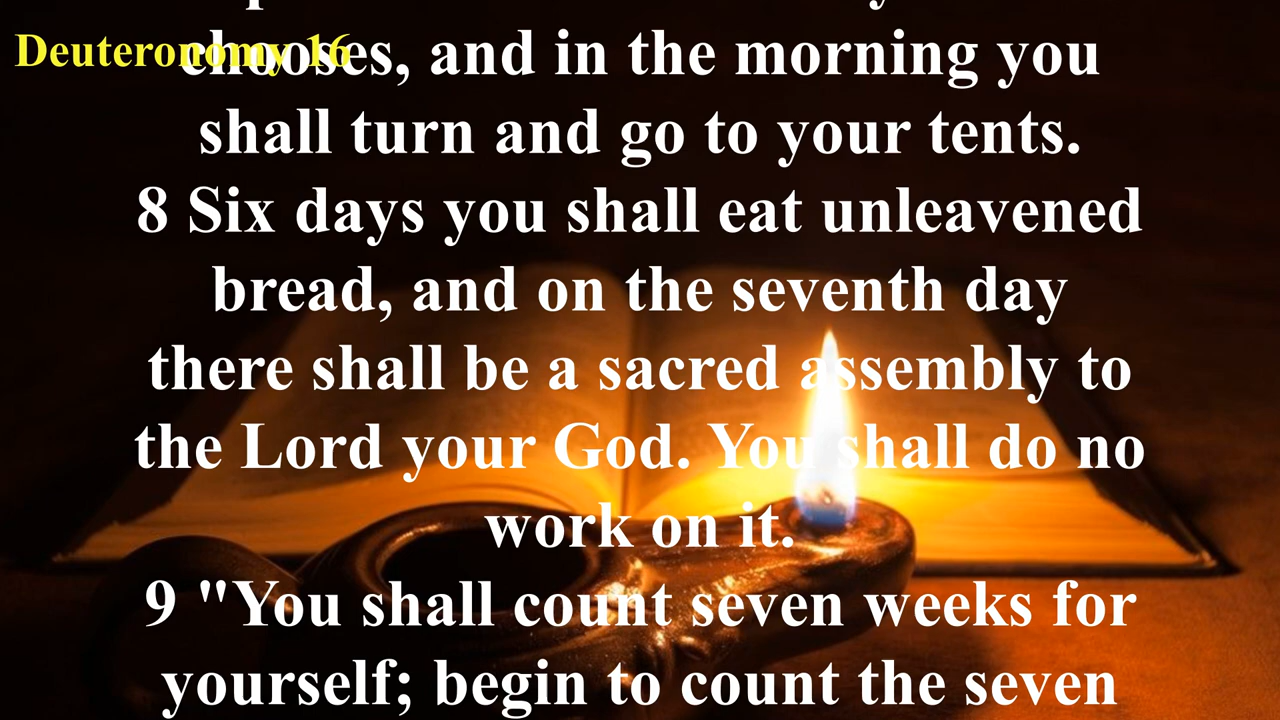 Deuteronomy 16
chooses, and in the morning you
shall turn and go to your tents.
8 Six days you shall eat unleavened
bread, and on the seventh day
there shall be a sacred assembly to
the Lord your God. You shall do no
work on it.
9 "You shall count seven weeks for
yourself; begin to count the seven